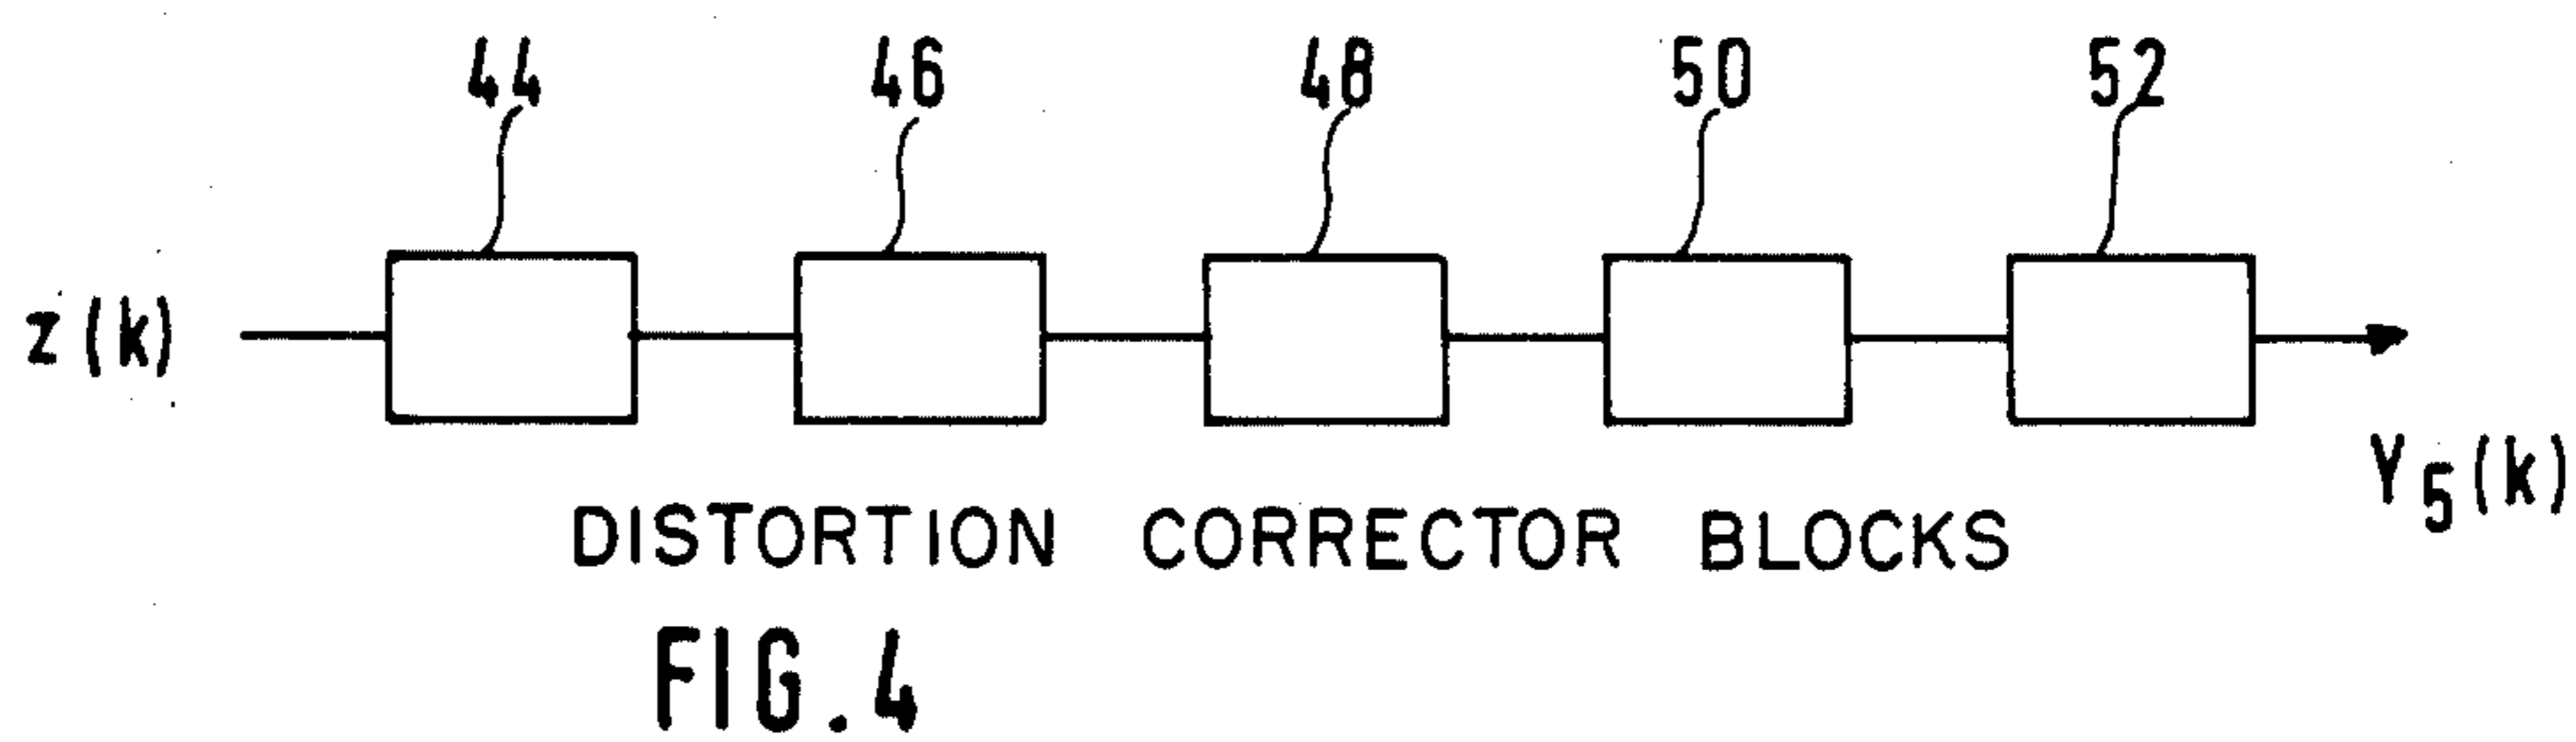 44 46 48 50 52
z(k)
Y5(k)
DISTORTION CORRECTOR BLOCKS
FIG.4